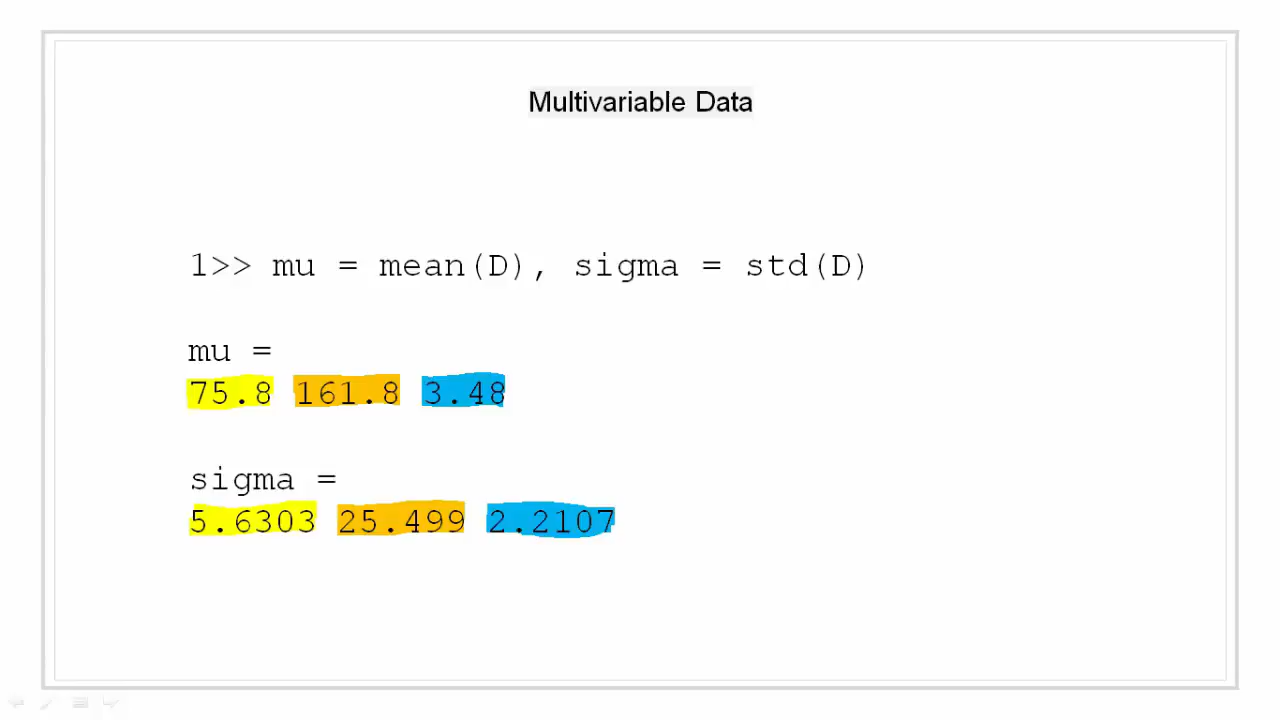 Multivariable Data
1>> mu = mean(D), sigma = std(D)
mu =
75.8 161.8 3.48
sigma =
5.6303 25.499 2.2107